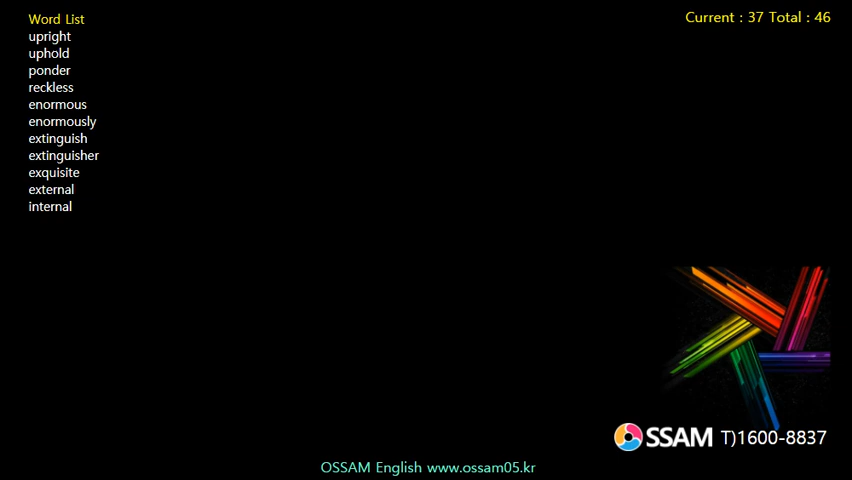 Word List
Current : 37 Total : 46
upright
uphold
ponder
reckless
enormous
enormously
extinguish
extinguisher
exquisite
external
internal
OSSAM T)1600-8837
OSSAM English www.ossam05.kr